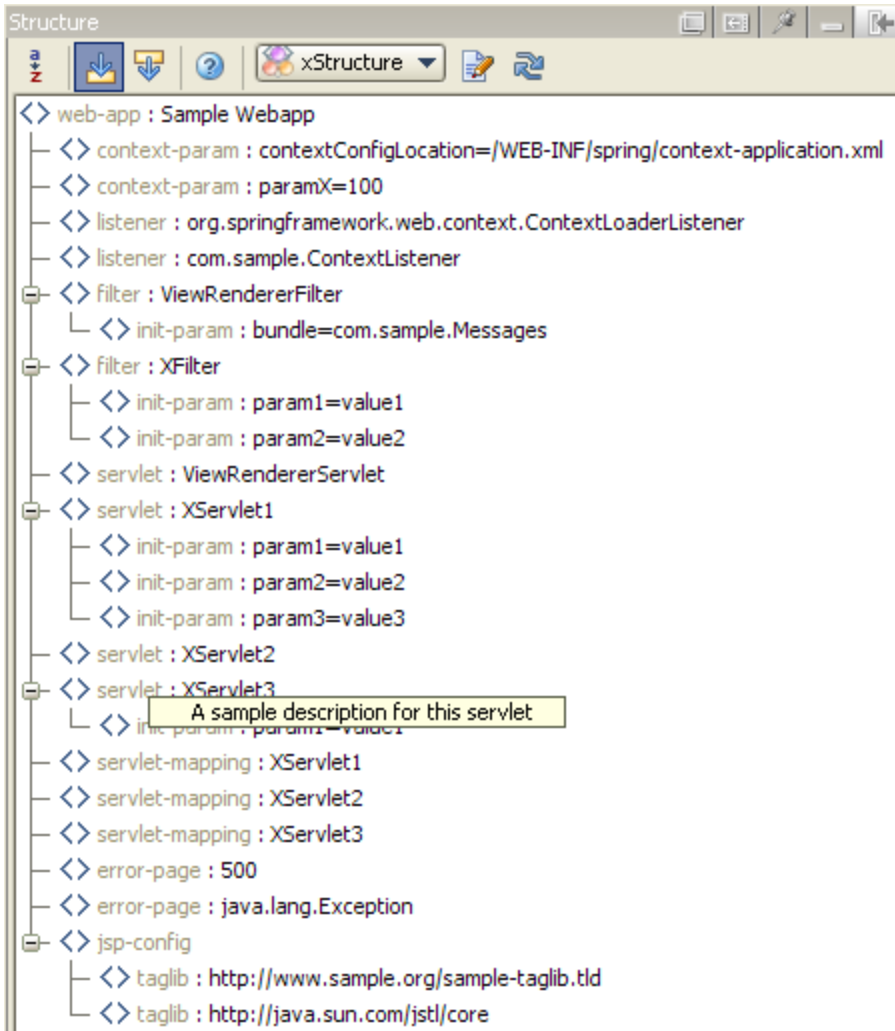 Structure
a
z
xStructure
web-app : Sample Webapp
context-param : contextConfigLocation=/WEB-INF/spring/context-application.xml
context-param : paramX=100
listener : org.springframework.web.context.ContextLoaderListener
listener : com.sample.ContextListener
filter : ViewRendererFilter
init-param : bundle=com.sample.Messages
filter : XFilter
init-param : param1=value1
init-param : param2=value2
servlet : ViewRendererServlet
servlet : XServlet1
init-param : param1=value1
init-param : param2=value2
init-param : param3=value3
servlet : XServlet2
servlet : XServlet3
A sample description for this servlet
init-param : param1=value1
servlet-mapping : XServlet1
servlet-mapping : XServlet2
servlet-mapping : XServlet3
error-page : 500
error-page : java.lang.Exception
jsp-config
taglib : http://www.sample.org/sample-taglib.tld
taglib : http://java.sun.com/jstl/core